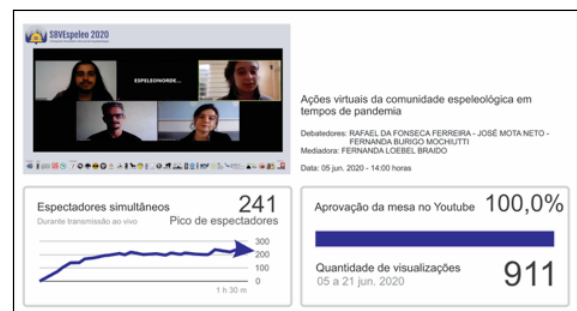 SBVEspeleo 2020
ESPELEONORDE...
Ações virtuais da comunidade espeleológica em
tempos de pandemia
Debatedores: RAFAEL DA FONSECA FERREIRA - JOSÉ MOTA NETO -
FERNANDA BURIGO MOCHIUTTI
Mediadora: FERNANDA LOEBEL BRAIDO
Data: 05 jun. 2020 - 14:00 horas
Espectadores simultâneos
Durante transmissão ao vivo
241
Pico de espectadores
300
200
100
0
1 h 30 m
Aprovação da mesa no Youtube 100,0%
Quantidade de visualizações
05 a 21 jun. 2020
911